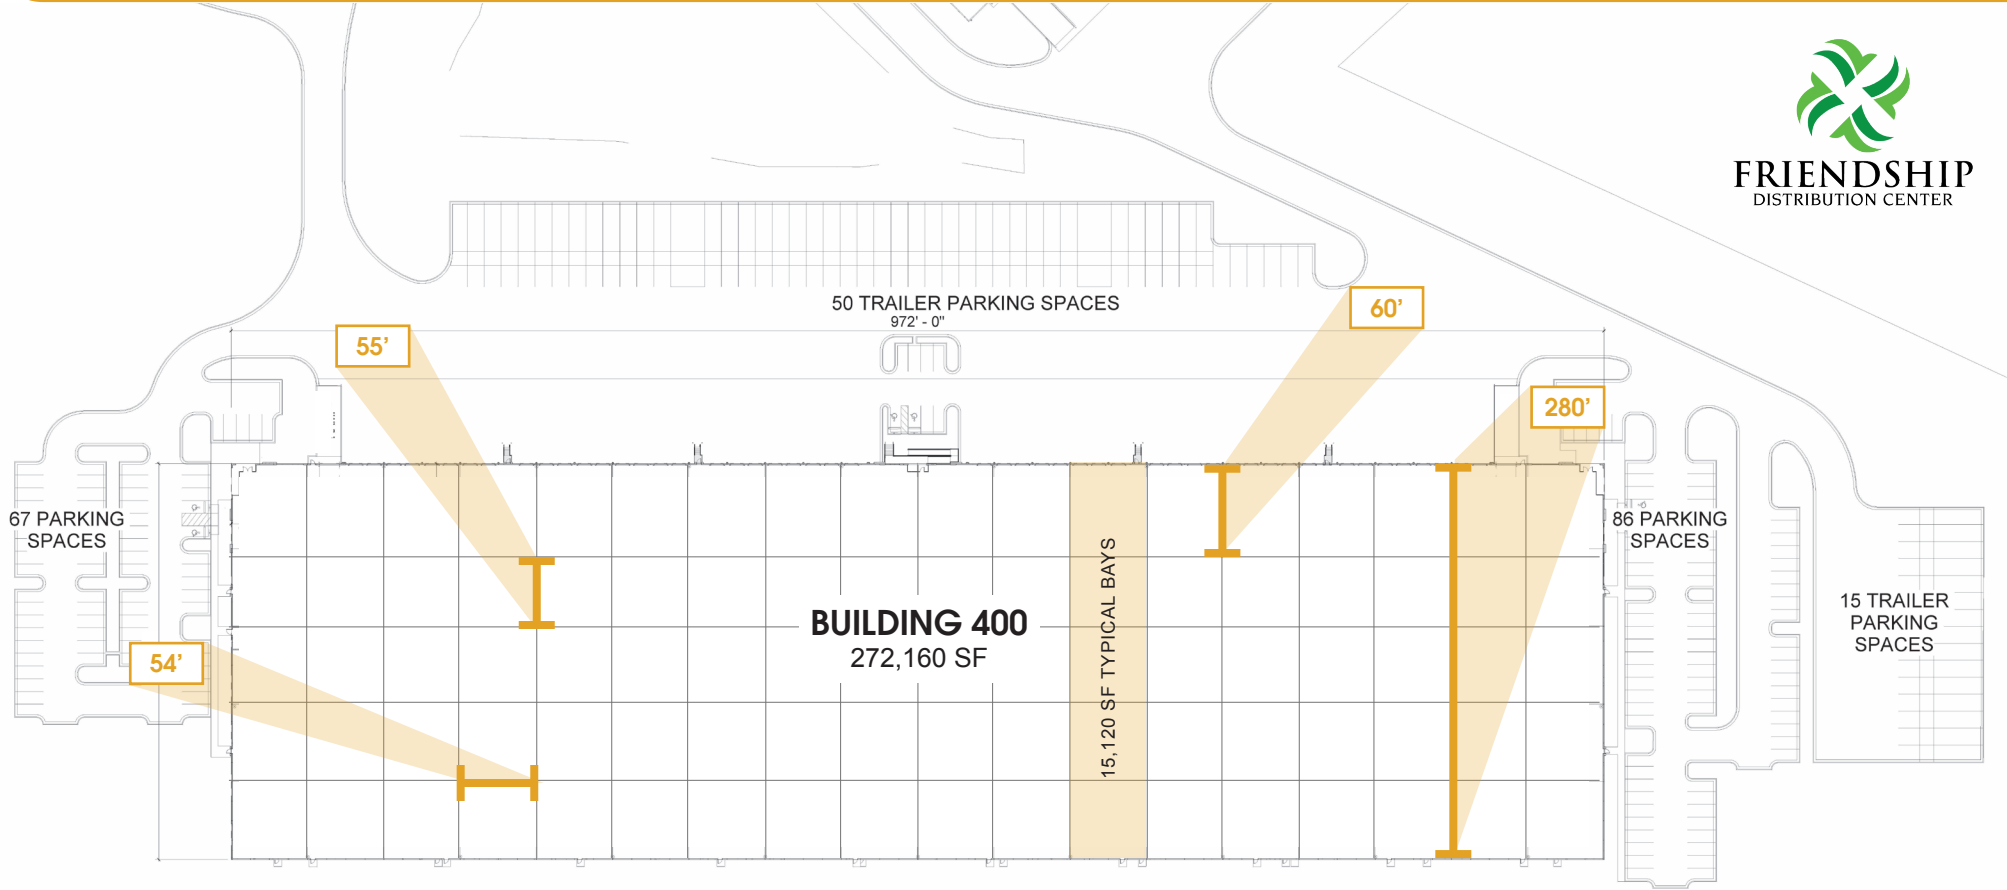 FRIENDSHIP
DISTRIBUTION CENTER
50 TRAILER PARKING SPACES
972' - 0"
60'
55'
280'
67 PARKING
SPACES
86 PARKING
SPACES
15 TRAILER
PARKING
SPACES
BUILDING 400
272,160 SF
15,120 SF TYPICAL BAYS
54'